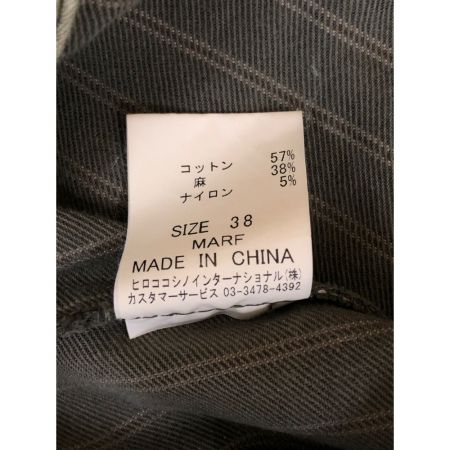 コットン 57%
麻 38%
ナイロン 5%
SIZE 38
MARF
MADE IN CHINA
ヒロココシノインターナショナル(株)
カスタマーサービス 03-3478-4392